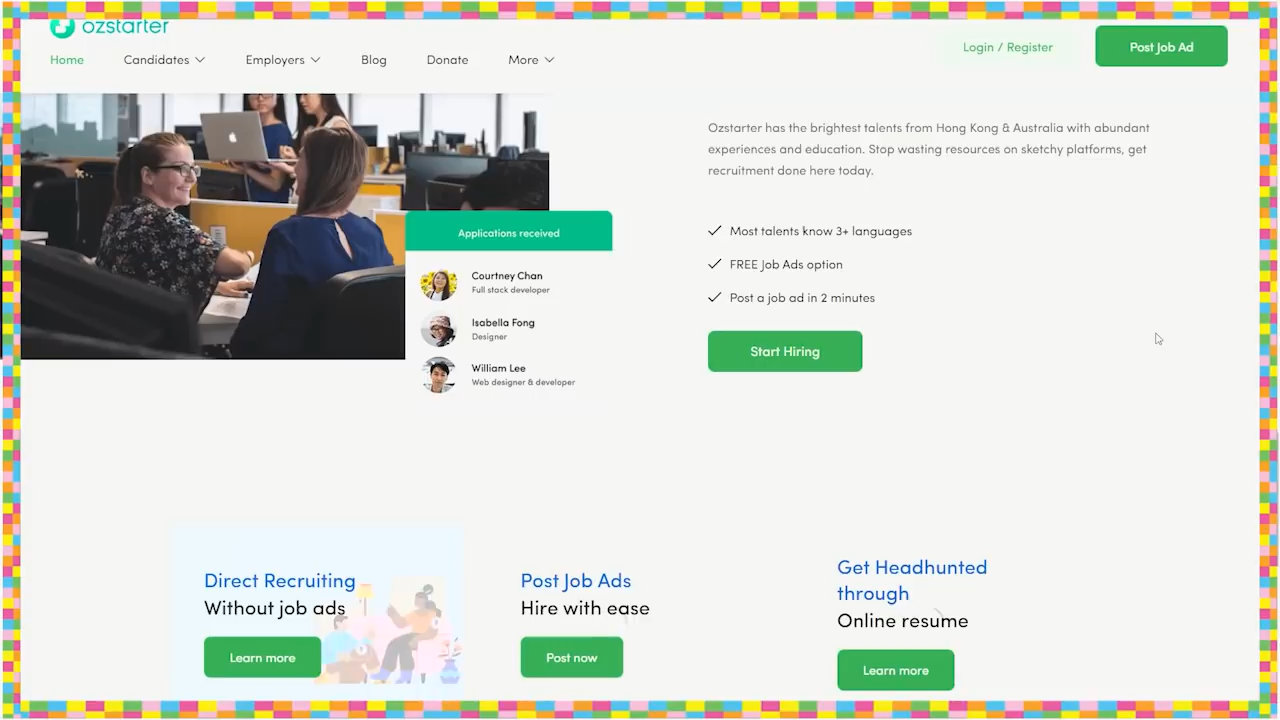 ozstarter
Home
Candidates
Employers
Blog
Donate
More
Login / Register
Post Job Ad
Ozstarter has the brightest talents from Hong Kong & Australia with abundant
experiences and education. Stop wasting resources on sketchy platforms, get
recruitment done here today.
Most talents know 3+ languages
FREE Job Ads option
Post a job ad in 2 minutes
Start Hiring
Applications received
Courtney Chan
Full stack developer
Isabella Fong
Designer
William Lee
Web designer & developer
Direct Recruiting
Without job ads
Learn more
Post Job Ads
Hire with ease
Post now
Get Headhunted
through
Online resume
Learn more